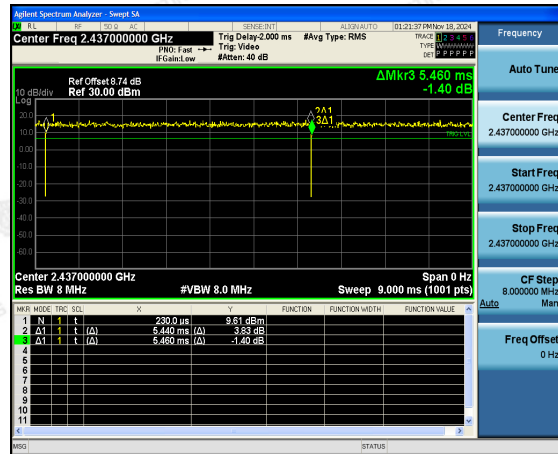 Agilent Spectrum Analyzer - Swept SA
RL RF 50 Ω AC SENSE:INT ALIGN AUTO 01:21:37 PM Nov 18, 2024
Center Freq 2.437000000 GHz
PNO: Fast
IFGain:Low
Trig Delay-2.000 ms
Trig: Video
#Atten: 40 dB
#Avg Type: RMS
TRACE 1 2 3 4 5 6
TYPE
DET P P P P P P
ΔMkr3 5.460 ms
-1.40 dB
Ref Offset 8.74 dB
Ref 30.00 dBm
10 dB/div
Log
20.0
10.0
0.00
-10.0
-20.0
-30.0
-40.0
-50.0
-60.0
1
2Δ1
3Δ1
TRIG LVL
Center 2.437000000 GHz Span 0 Hz
Res BW 8 MHz #VBW 8.0 MHz Sweep 9.000 ms (1001 pts)
MKR MODE TRC SCL X Y FUNCTION FUNCTION WIDTH FUNCTION VALUE
1 N 1 t 230.0 µs 9.61 dBm
2 Δ1 1 t (Δ) 5.440 ms (Δ) 3.83 dB
3 Δ1 1 t (Δ) 5.460 ms (Δ) -1.40 dB
4
5
6
7
8
9
10
11
MSG STATUS
Frequency
Auto Tune
Center Freq
2.437000000 GHz
Start Freq
2.437000000 GHz
Stop Freq
2.437000000 GHz
CF Step
8.000000 MHz
Auto Man
Freq Offset
0 Hz